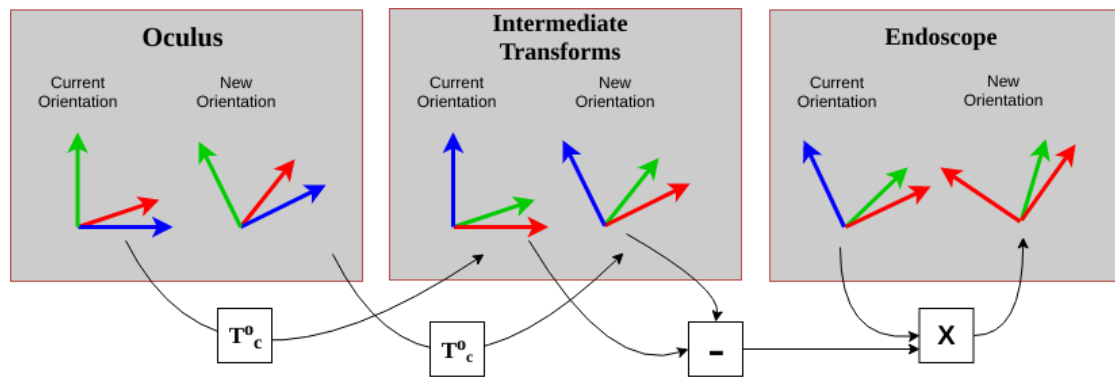 Oculus
Current
Orientation
New
Orientation
Intermediate
Transforms
Current
Orientation
New
Orientation
Endoscope
Current
Orientation
New
Orientation
T°c
T°c
-
X